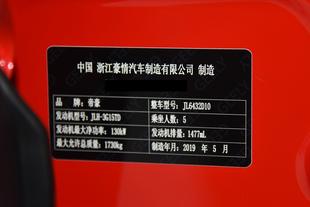 中国 浙江豪情汽车制造有限公司 制造
品牌：帝豪 整车型号：JL6432D10
发动机型号：JLH-3G15TD 乘坐人数：5
发动机最大净功率：130kW 发动机排量：1477mL
最大允许总质量：1730kg 制造年月：2019 年 5 月